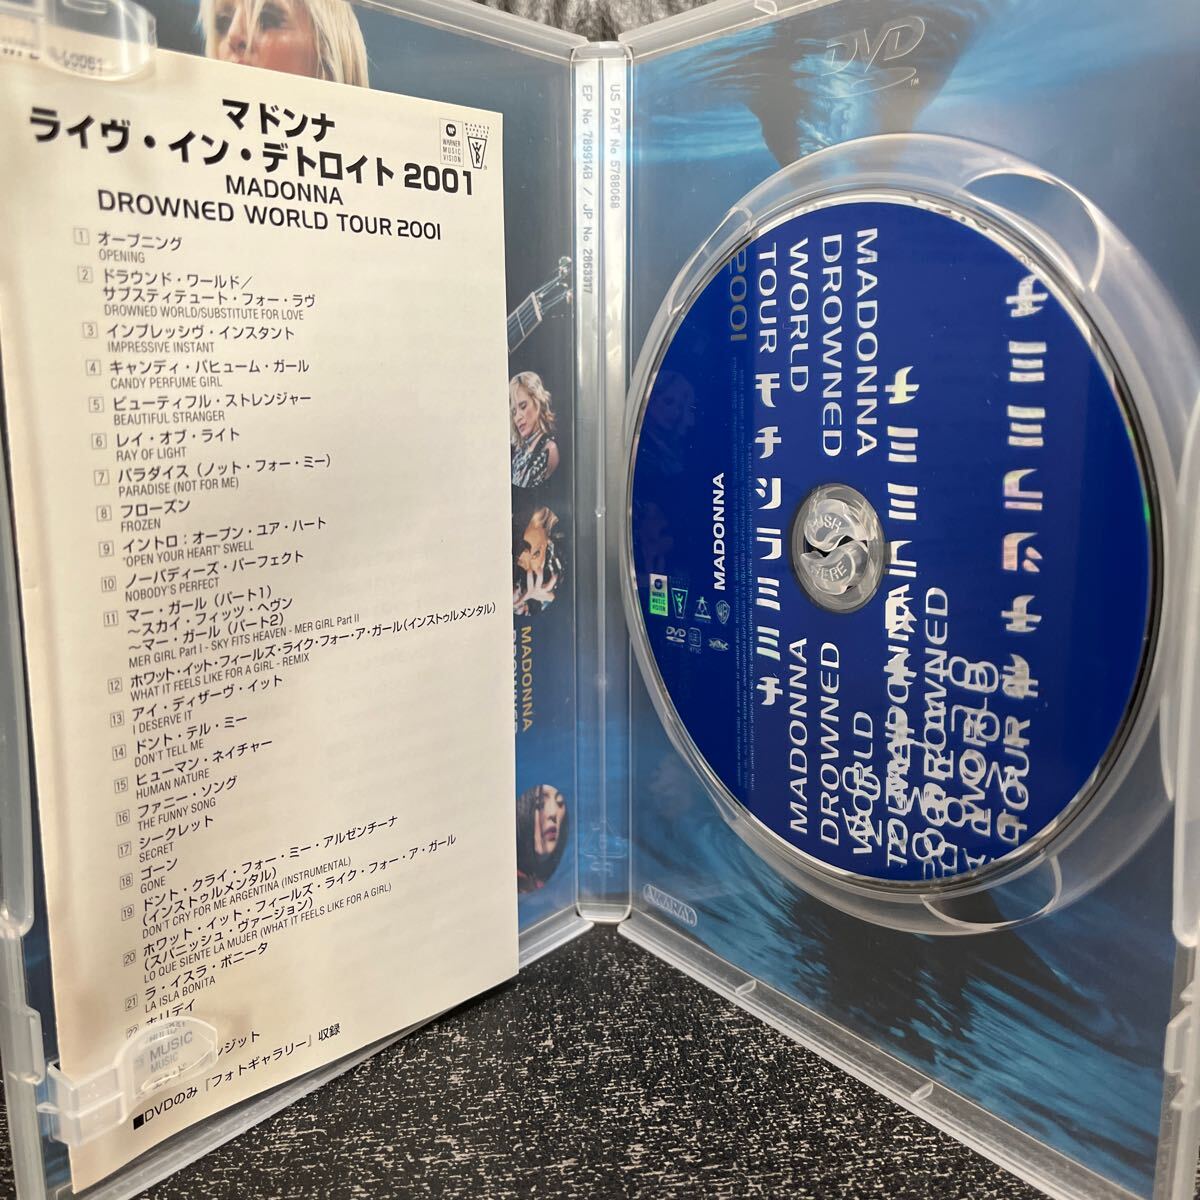 マドンナ
ライヴ・イン・デトロイト 2001
MADONNA
DROWNED WORLD TOUR 2001
WARNER MUSIC VISION
1 オープニング
OPENING
2 ドラウンド・ワールド／
サブスティテュート・フォー・ラヴ
DROWNED WORLD/SUBSTITUTE FOR LOVE
3 インプレッシヴ・インスタント
IMPRESSIVE INSTANT
4 キャンディ・パヒューム・ガール
CANDY PERFUME GIRL
5 ビューティフル・ストレンジャー
BEAUTIFUL STRANGER
6 レイ・オブ・ライト
RAY OF LIGHT
7 パラダイス（ノット・フォー・ミー）
PARADISE (NOT FOR ME)
8 フローズン
FROZEN
9 イントロ：オープン・ユア・ハート
"OPEN YOUR HEART" SWELL
10 ノーバディーズ・パーフェクト
NOBODY'S PERFECT
11 マー・ガール（パート1）
〜スカイ・フィッツ・ヘヴン
〜マー・ガール（パート2）
MER GIRL Part I - SKY FITS HEAVEN - MER GIRL Part II
12 ホワット・イット・フィールズ・ライク・フォー・ア・ガール（インストゥルメンタル）
WHAT IT FEELS LIKE FOR A GIRL - REMIX
13 アイ・ディザーヴ・イット
I DESERVE IT
14 ドント・テル・ミー
DON'T TELL ME
15 ヒューマン・ネイチャー
HUMAN NATURE
16 ファニー・ソング
THE FUNNY SONG
17 シークレット
SECRET
18 ゴーン
GONE
19 ドント・クライ・フォー・ミー・アルゼンチーナ
（インストゥルメンタル）
DON'T CRY FOR ME ARGENTINA (INSTRUMENTAL)
20 ホワット・イット・フィールズ・ライク・フォー・ア・ガール
（スパニッシュ・ヴァージョン）
LO QUE SIENTE LA MUJER (WHAT IT FEELS LIKE FOR A GIRL)
21 ラ・イスラ・ボニータ
LA ISLA BONITA
22 ホリデイ
MUSIC
MUSIC
■DVDのみ「フォトギャラリー」収録
US PAT No 5788068
EP No 789914B / JP No 2863317
MADONNA
DVD
MADONNA
DROWNED
WORLD
TOUR
2001
MADONNA
PUSH
HERE
WARNER MUSIC VISION
DVD
MADONNA
DROWNED
WORLD
TOUR
AMARAY